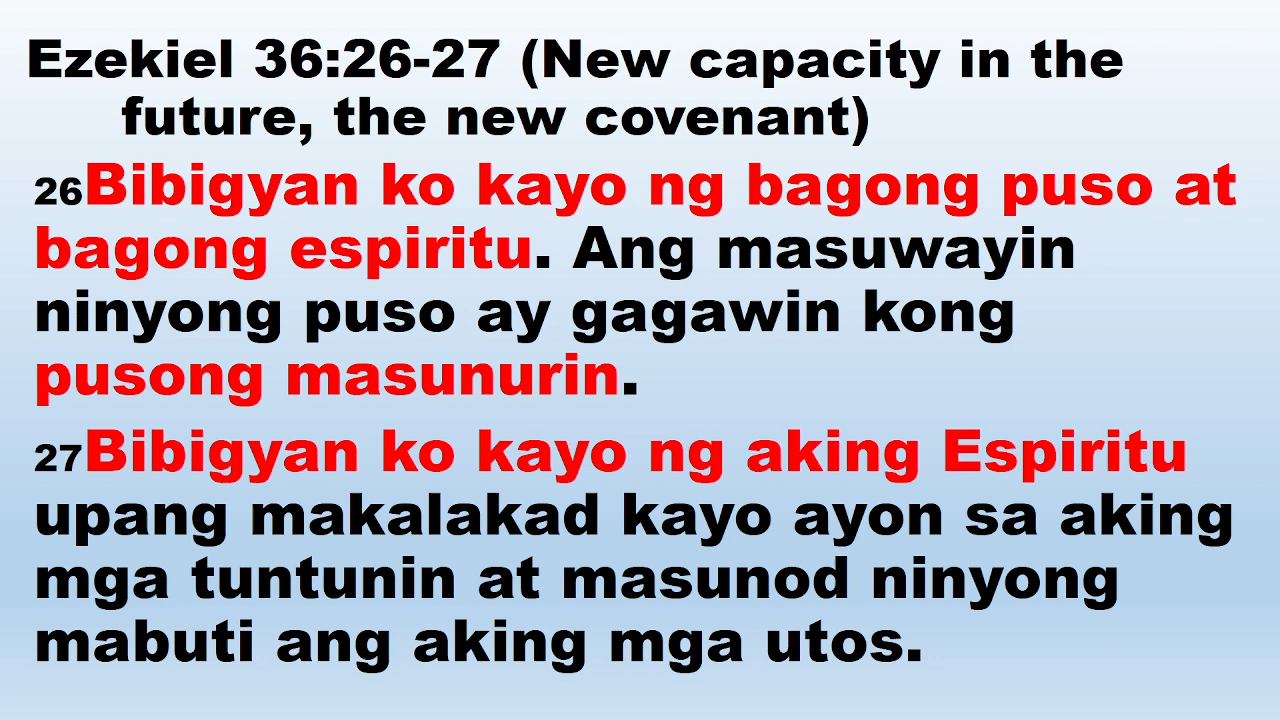 Ezekiel 36:26-27 (New capacity in the
future, the new covenant)
26Bibigyan ko kayo ng bagong puso at
bagong espiritu. Ang masuwayin
ninyong puso ay gagawin kong
pusong masunurin.
27Bibigyan ko kayo ng aking Espiritu
upang makalakad kayo ayon sa aking
mga tuntunin at masunod ninyong
mabuti ang aking mga utos.